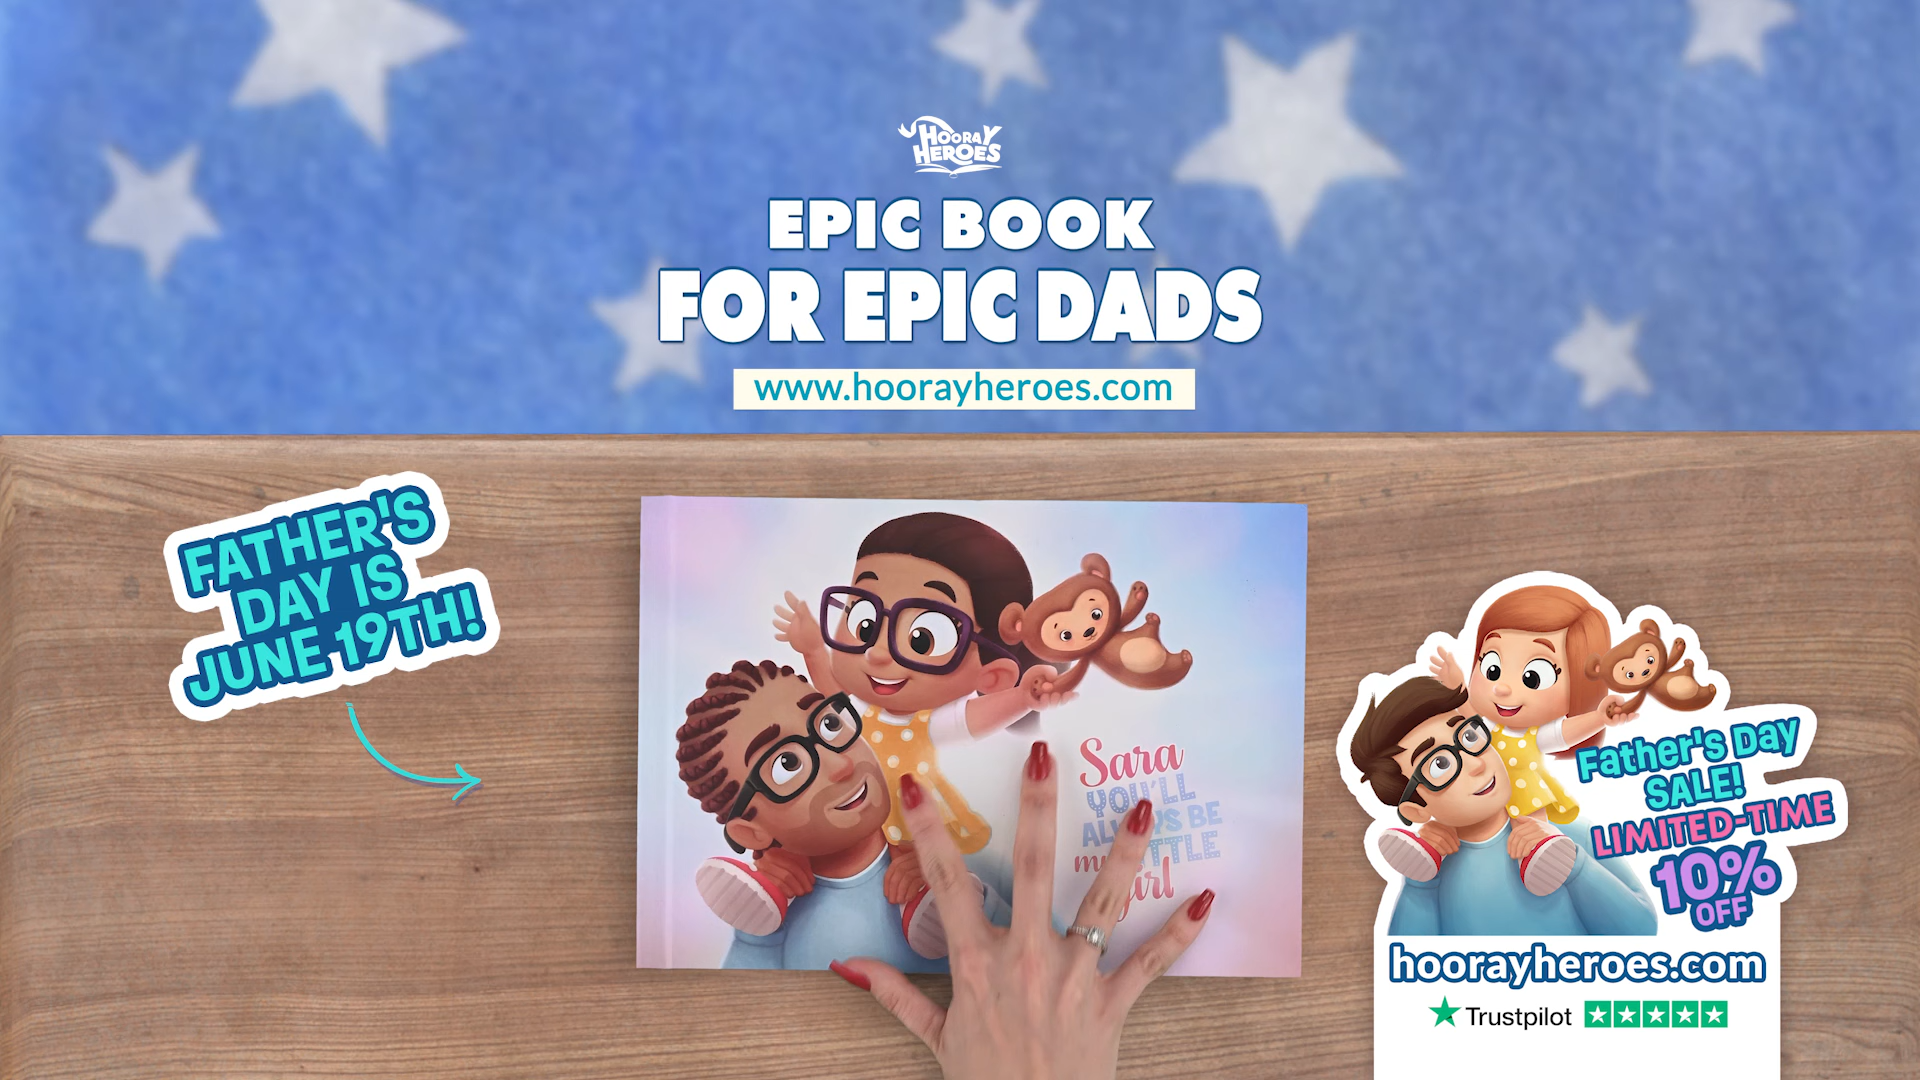 HOORAY
HEROES
EPIC BOOK
FOR EPIC DADS
www.hoorayheroes.com
FATHER'S
DAY IS
JUNE 19TH!
Sara
YOU'LL
BE
Father's Day
SALE!
LIMITED-TIME
10%
OFF
hoorayheroes.com
Trustpilot